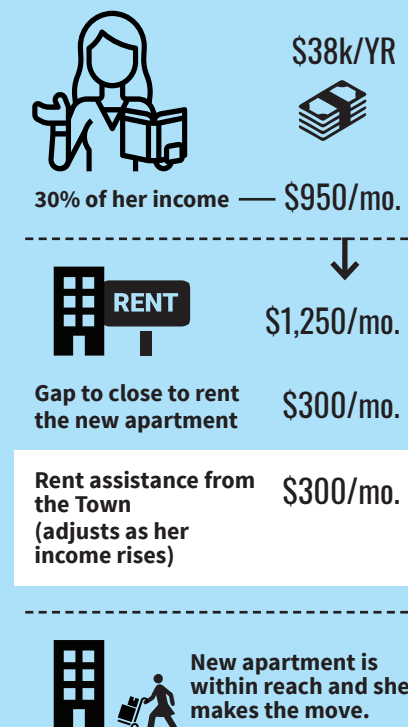 $38k/YR
30% of her income — $950/mo.
RENT
$1,250/mo.
Gap to close to rent
the new apartment
$300/mo.
Rent assistance from
the Town
(adjusts as her
income rises)
$300/mo.
New apartment is
within reach and she
makes the move.